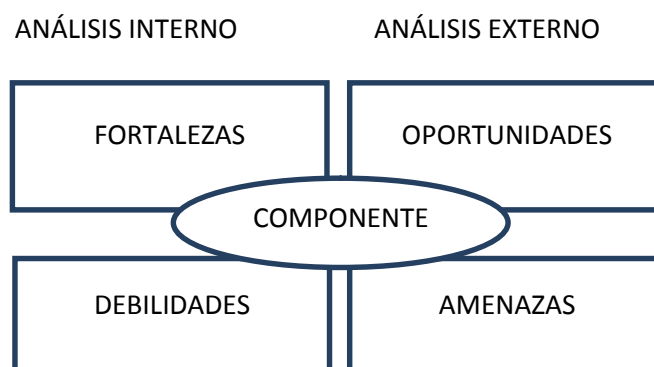 ANÁLISIS INTERNO
ANÁLISIS EXTERNO
FORTALEZAS
OPORTUNIDADES
COMPONENTE
DEBILIDADES
AMENAZAS